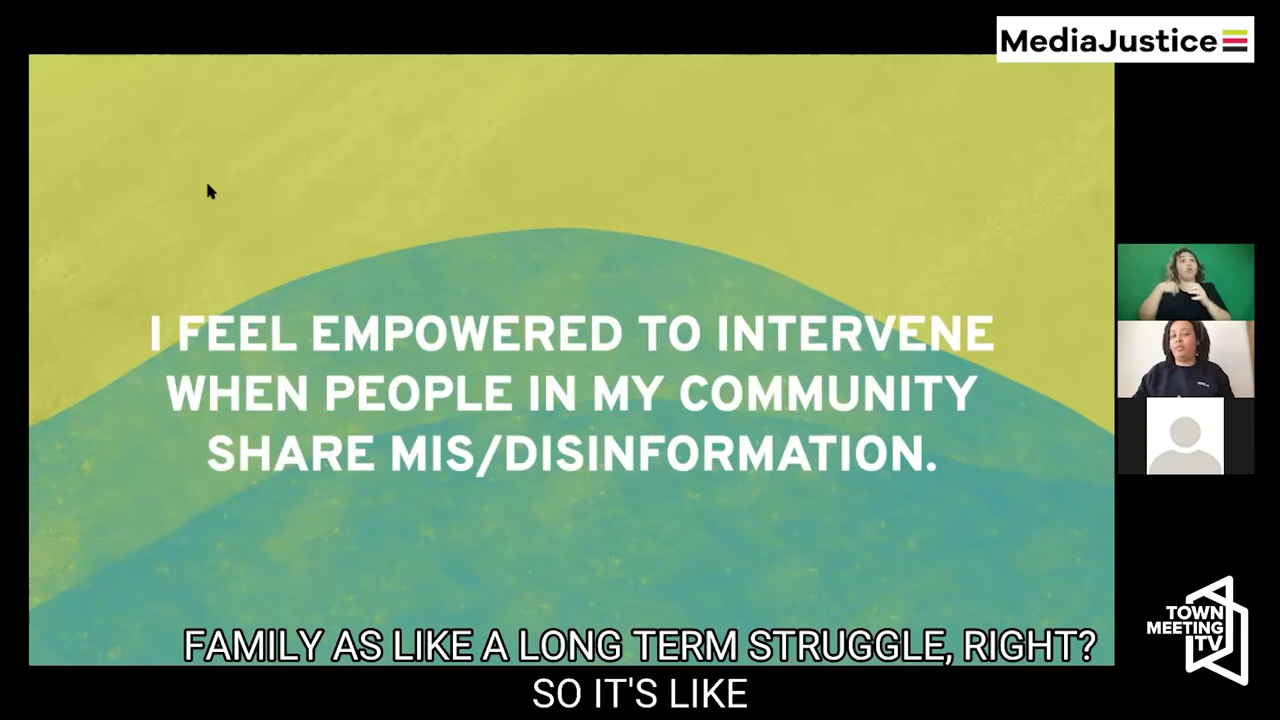 MediaJustice
I FEEL EMPOWERED TO INTERVENE
WHEN PEOPLE IN MY COMMUNITY
SHARE MIS/DISINFORMATION.
TOWN
MEETING
TV
FAMILY AS LIKE A LONG TERM STRUGGLE, RIGHT?
SO IT'S LIKE